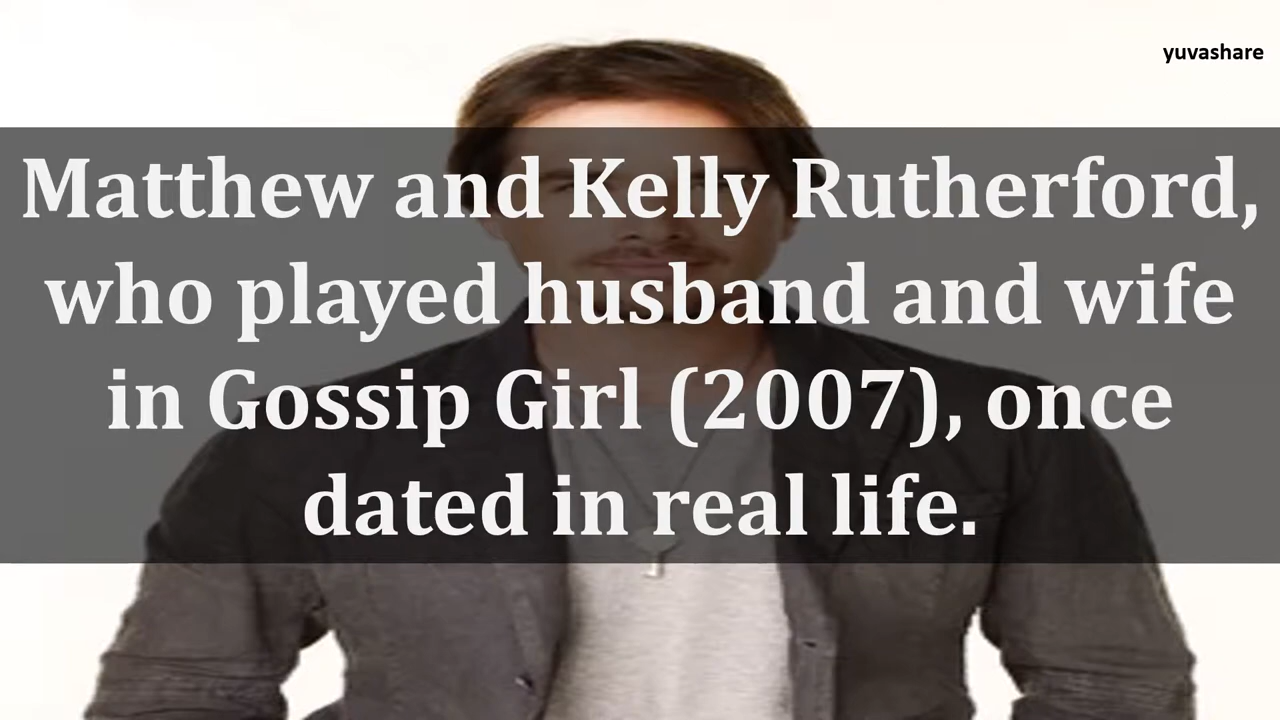 yuvashare
Matthew and Kelly Rutherford,
who played husband and wife
in Gossip Girl (2007), once
dated in real life.